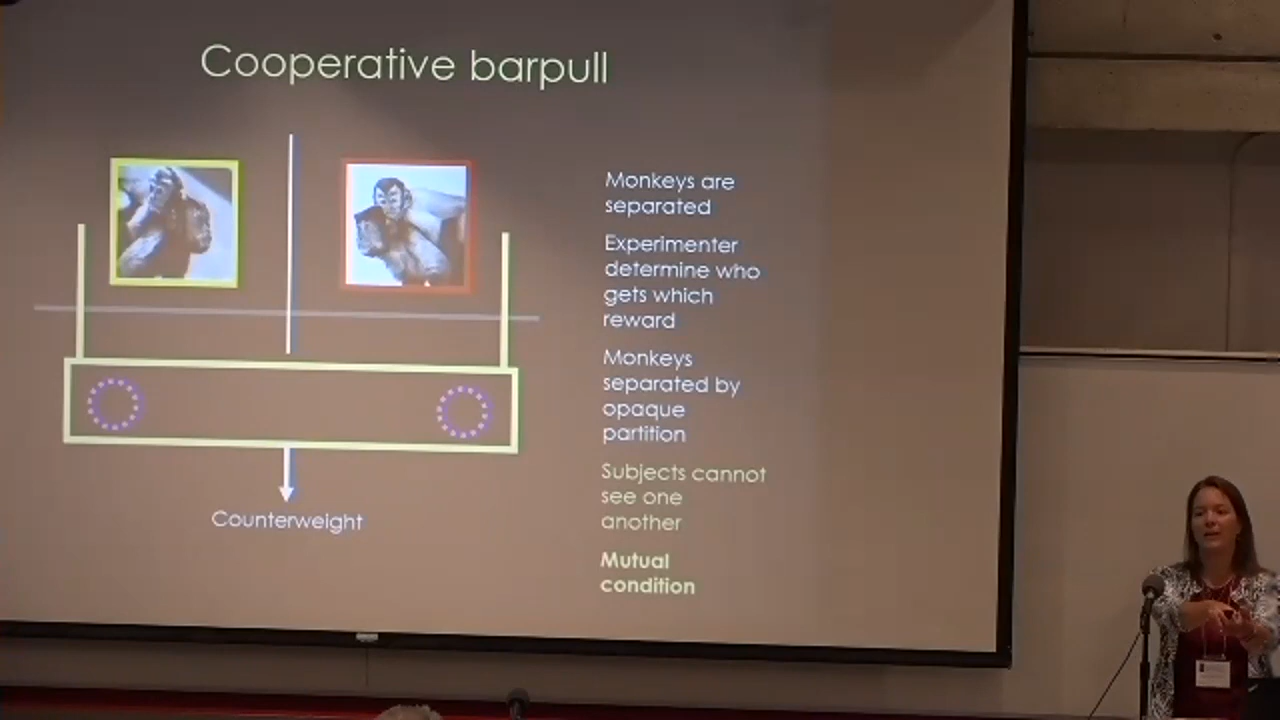 Cooperative barpull
Monkeys are
separated
Experimenter
determine who
gets which
reward
Monkeys
separated by
opaque
partition
Subjects cannot
see one
another
Mutual
condition
Counterweight